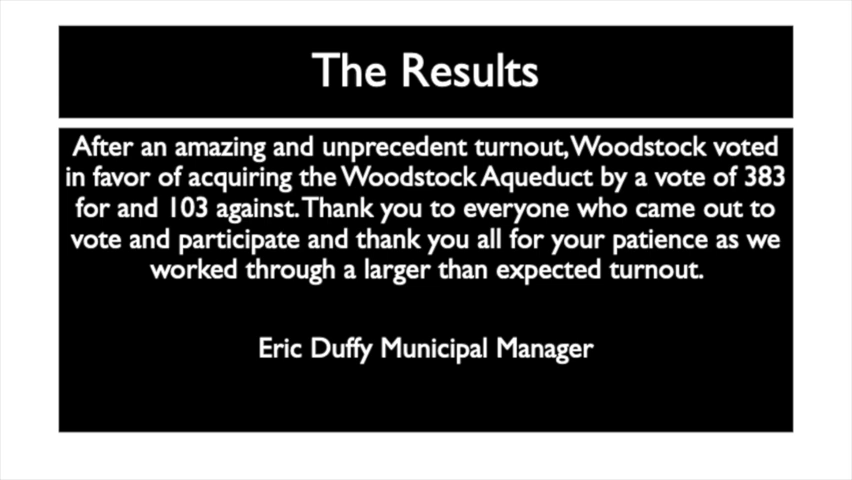 The Results
After an amazing and unprecedent turnout, Woodstock voted
in favor of acquiring the Woodstock Aqueduct by a vote of 383
for and 103 against. Thank you to everyone who came out to
vote and participate and thank you all for your patience as we
worked through a larger than expected turnout.
Eric Duffy Municipal Manager